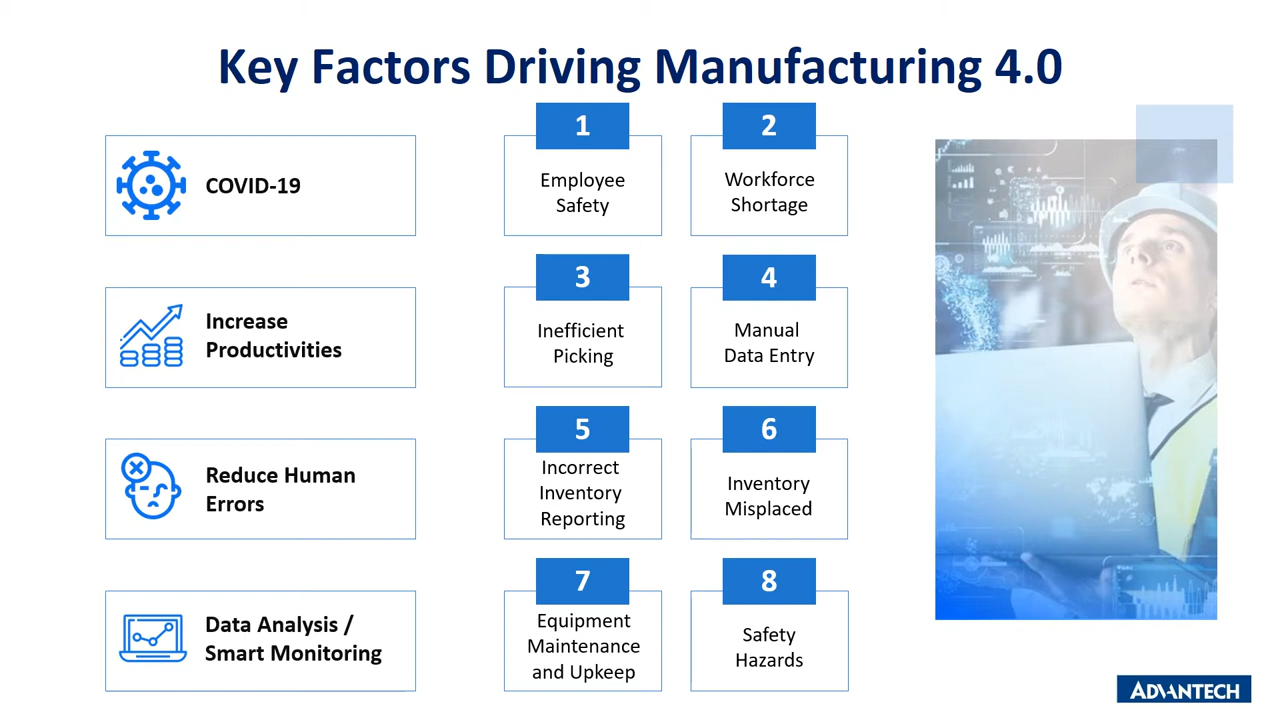 Key Factors Driving Manufacturing 4.0
COVID-19
1
Employee
Safety
2
Workforce
Shortage
Increase
Productivities
3
Inefficient
Picking
4
Manual
Data Entry
Reduce Human
Errors
5
Incorrect
Inventory
Reporting
6
Inventory
Misplaced
Data Analysis /
Smart Monitoring
7
Equipment
Maintenance
and Upkeep
8
Safety
Hazards
ADVANTECH